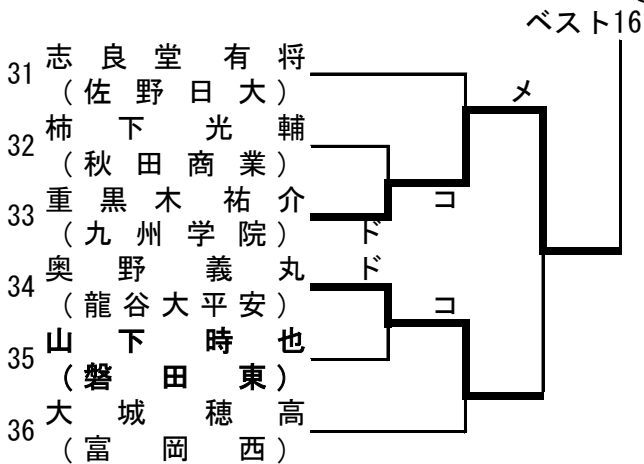 ベスト16
31 志良堂有将
(佐野日大)
メ
32 柿下光輔
(秋田商業)
33 重黒木祐介
コ
(九州学院)
ド
34 奥野義丸
ド
(龍谷大平安)
コ
35 山下時也
(磐田東)
36 大城穂高
(富岡西)